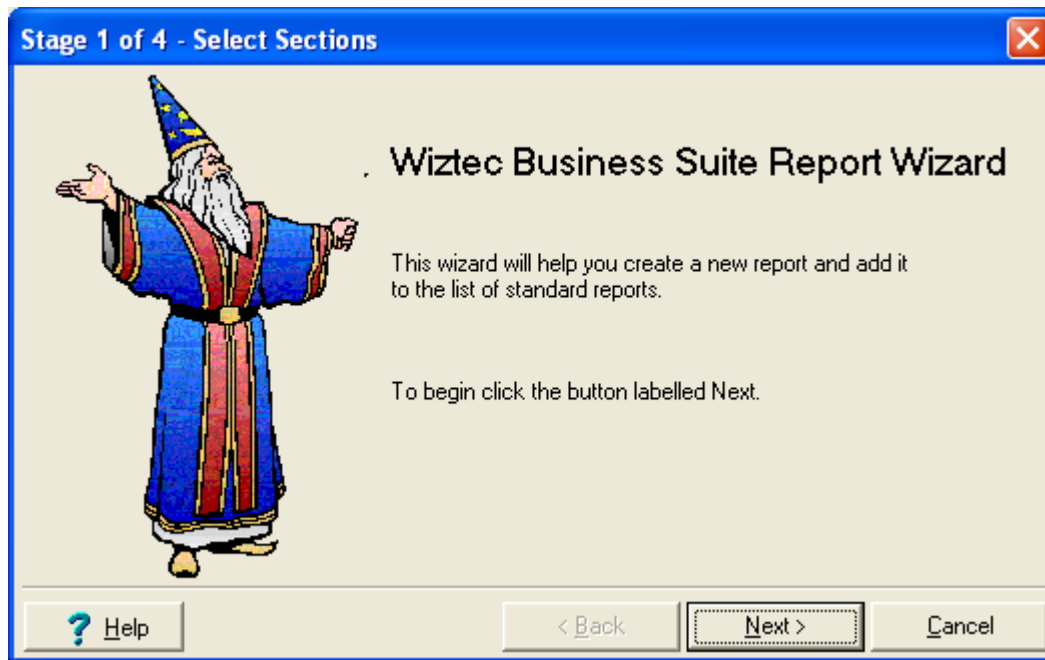 Stage 1 of 4 - Select Sections
Wiztec Business Suite Report Wizard
This wizard will help you create a new report and add it
to the list of standard reports.
To begin click the button labelled Next.
? Help
< Back
Next >
Cancel